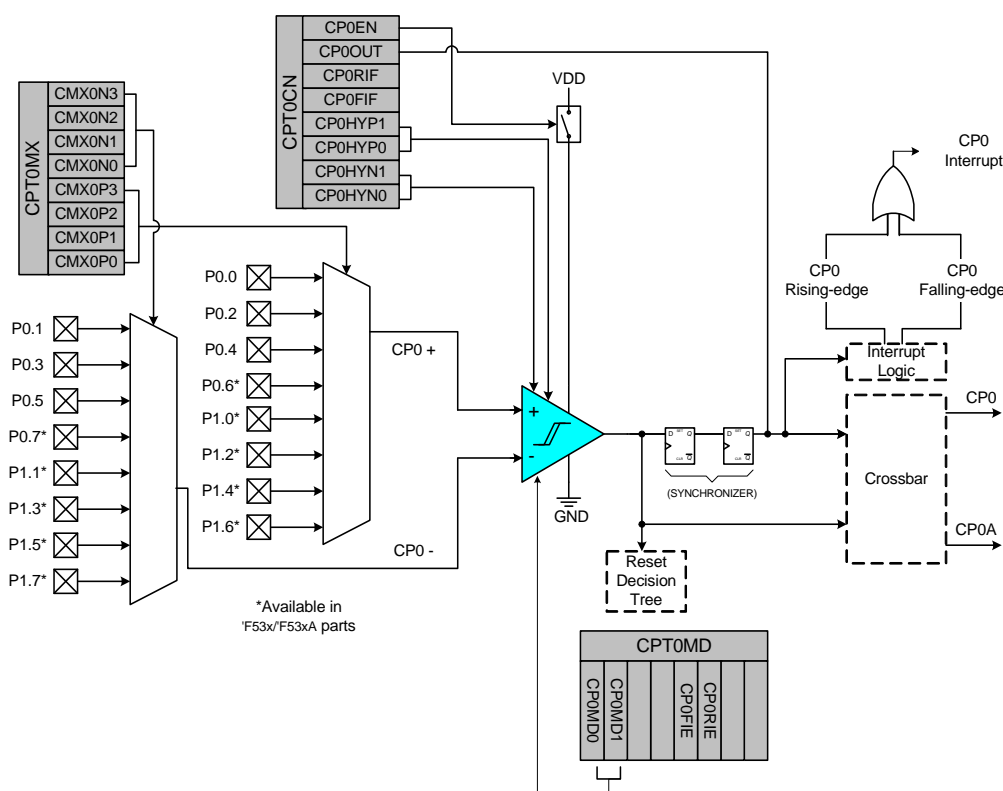 CPT0CN
CP0EN
CP0OUT
CP0RIF
CP0FIF
CP0HYP1
CP0HYP0
CP0HYN1
CP0HYN0
CPT0MX
CMX0N3
CMX0N2
CMX0N1
CMX0N0
CMX0P3
CMX0P2
CMX0P1
CMX0P0
VDD
CP0
Interrupt
CP0
Rising-edge
CP0
Falling-edge
Interrupt
Logic
P0.0
P0.2
P0.4
P0.6*
P1.0*
P1.2*
P1.4*
P1.6*
P0.1
P0.3
P0.5
P0.7*
P1.1*
P1.3*
P1.5*
P1.7*
CP0 +
CP0 -
+
-
GND
D SET Q
CLR Q
D SET Q
CLR Q
(SYNCHRONIZER)
Crossbar
CP0
CP0A
Reset
Decision
Tree
*Available in
'F53x/'F53xA parts
CPT0MD
CP0MD0
CP0MD1
CP0FIE
CP0RIE